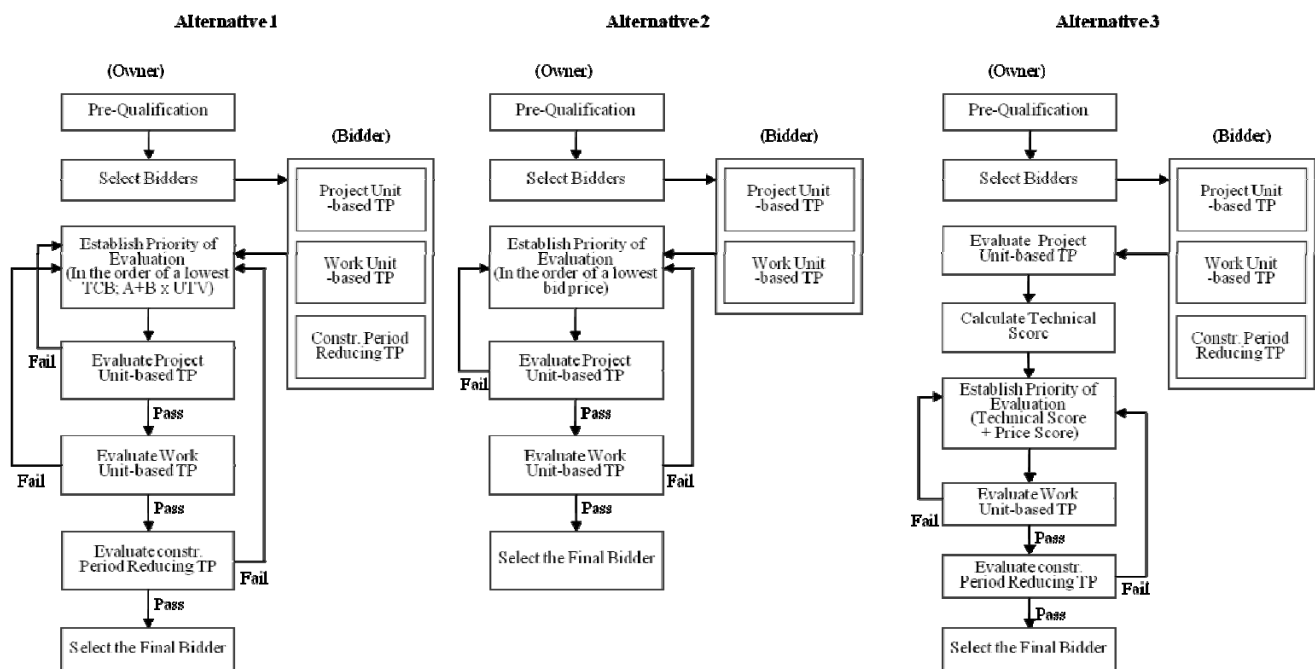 Alternative 1
(Owner)
Pre-Qualification
(Bidder)
Select Bidders
Project Unit
-based TP
Work Unit
-based TP
Constr. Period
Reducing TP
Establish Priority of
Evaluation
(In the order of a lowest
TCB; A+B x UTV)
Fail
Evaluate Project
Unit-based TP
Pass
Evaluate Work
Unit-based TP
Fail
Pass
Evaluate constr.
Period Reducing TP
Fail
Pass
Select the Final Bidder
Alternative 2
(Owner)
Pre-Qualification
(Bidder)
Select Bidders
Project Unit
-based TP
Work Unit
-based TP
Establish Priority of
Evaluation
(In the order of a lowest
bid price)
Evaluate Project
Unit-based TP
Fail
Pass
Evaluate Work
Unit-based TP
Fail
Pass
Select the Final Bidder
Alternative 3
(Owner)
Pre-Qualification
(Bidder)
Select Bidders
Project Unit
-based TP
Work Unit
-based TP
Constr. Period
Reducing TP
Evaluate Project
Unit-based TP
Calculate Technical
Score
Establish Priority of
Evaluation
(Technical Score
+ Price Score)
Evaluate Work
Unit-based TP
Fail
Pass
Evaluate constr.
Period Reducing TP
Fail
Pass
Select the Final Bidder